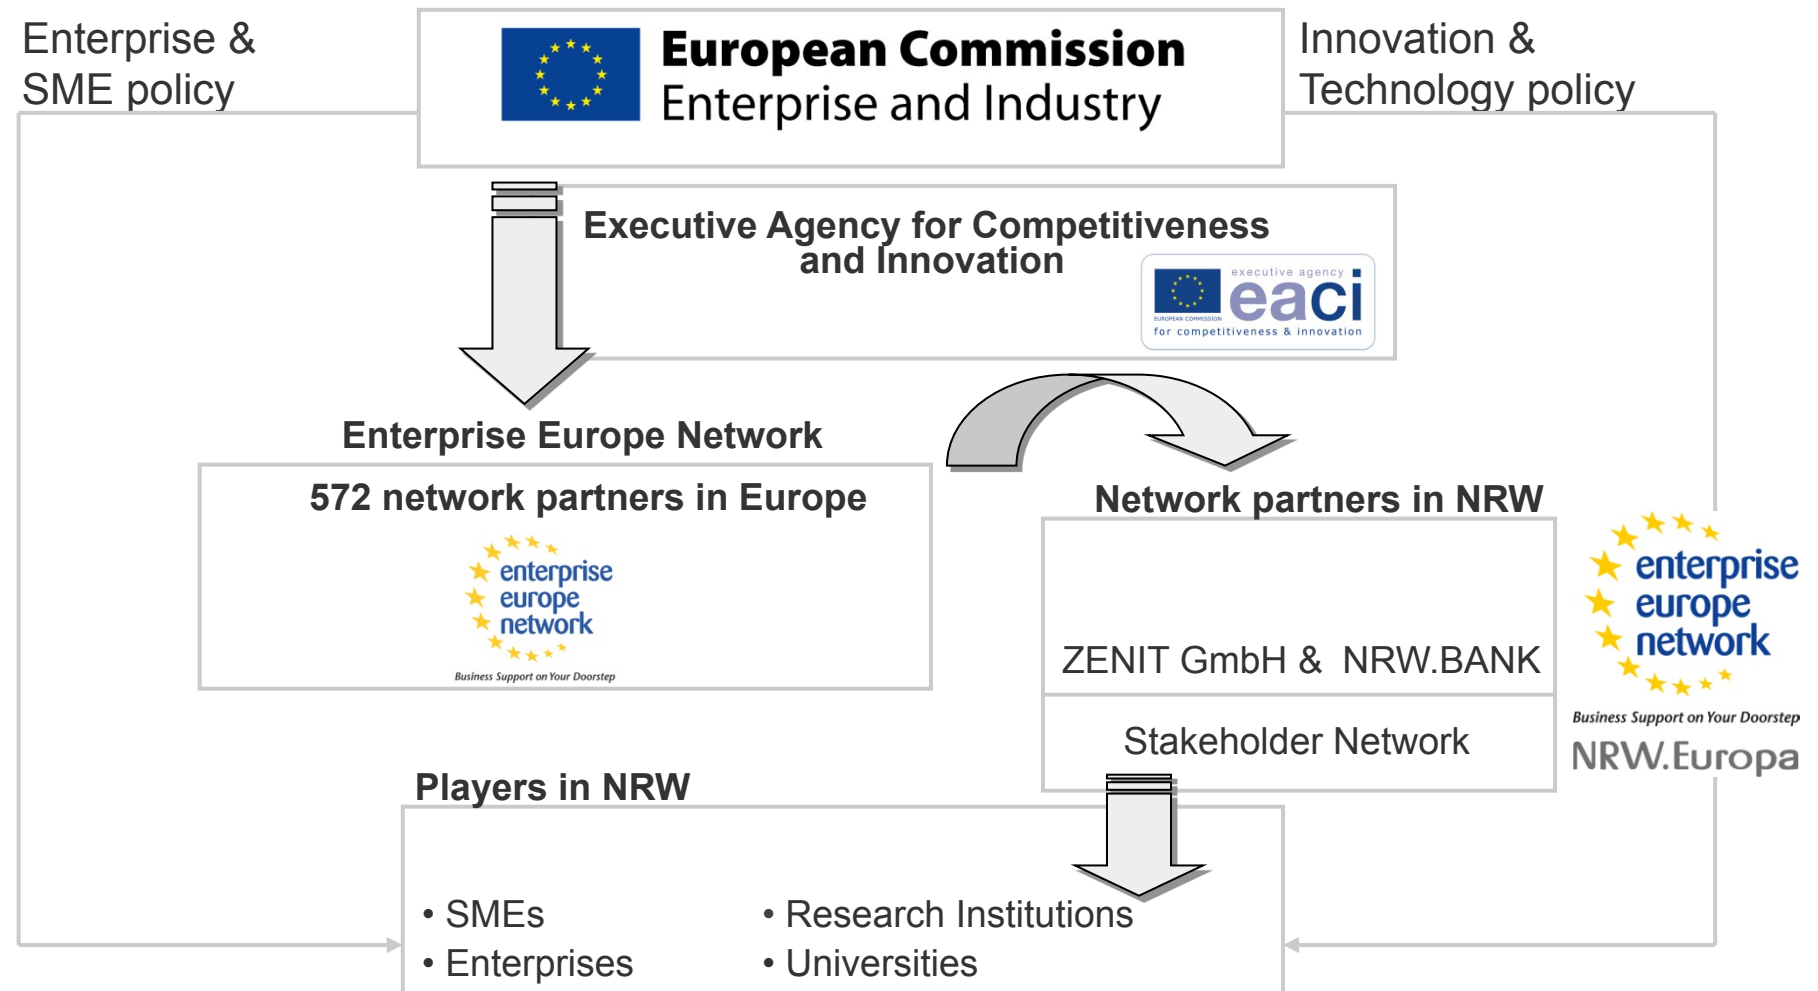 Enterprise &
SME policy
European Commission
Enterprise and Industry
Innovation &
Technology policy
Executive Agency for Competitiveness
and Innovation
executive agency
eaci
EUROPEAN COMMISSION
for competitiveness & innovation
Enterprise Europe Network
572 network partners in Europe
enterprise
europe
network
Business Support on Your Doorstep
Network partners in NRW
ZENIT GmbH & NRW.BANK
Stakeholder Network
enterprise
europe
network
Business Support on Your Doorstep
NRW.Europa
Players in NRW
• SMEs
• Enterprises
• Research Institutions
• Universities